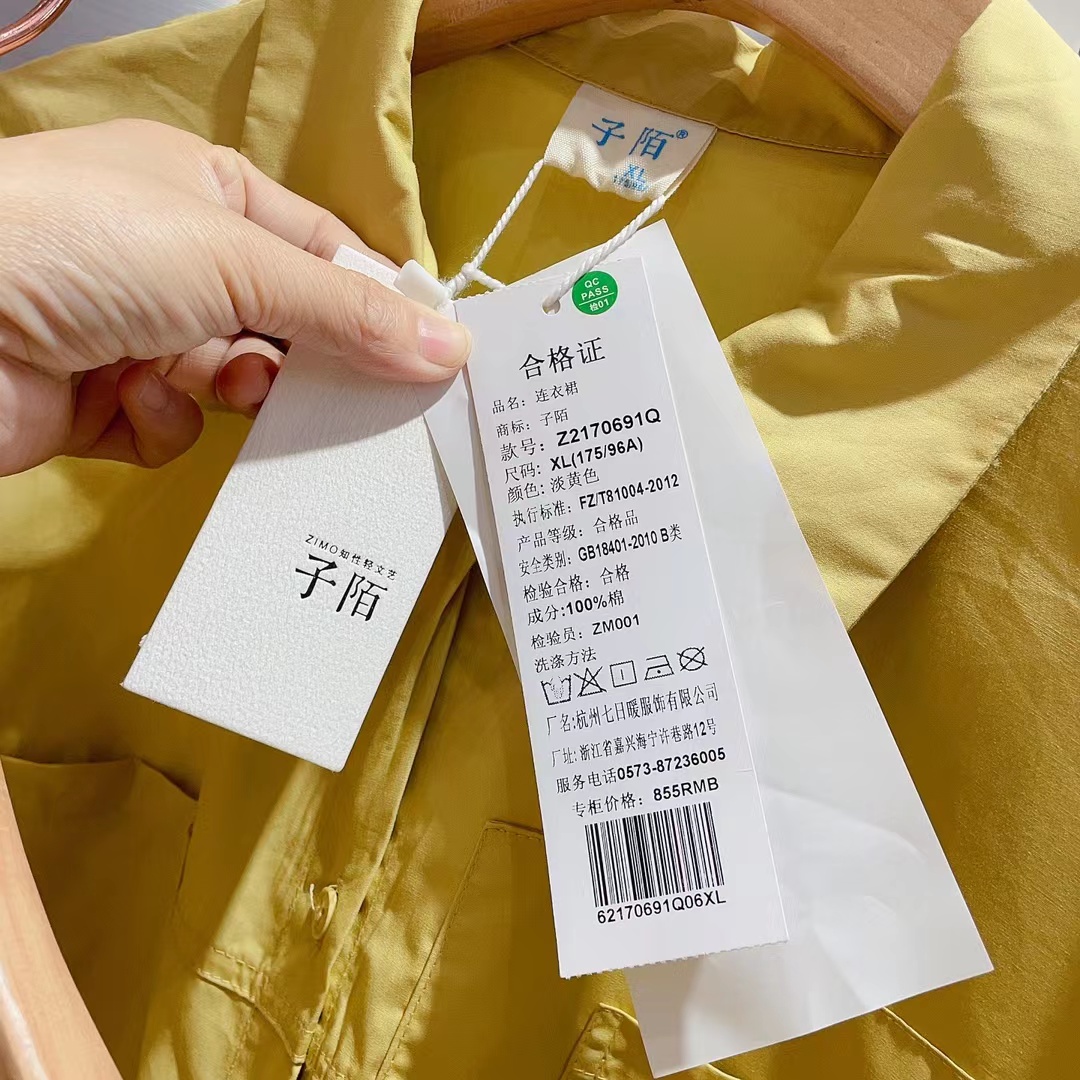 子陌®
XL
175/96A
QC
PASS
检01
合格证
品名: 连衣裙
商标: 子陌
款号: Z2170691Q
尺码: XL(175/96A)
颜色: 淡黄色
执行标准: FZ/T81004-2012
产品等级: 合格品
安全类别: GB18401-2010 B类
检验合格: 合格
成分:100%棉
检验员: ZM001
洗涤方法
厂名:杭州七日暖服饰有限公司
厂址:浙江省嘉兴海宁许巷路12号
服务电话0573-87236005
专柜价格: 855RMB
62170691Q06XL
ZIMO知性轻文艺
子陌